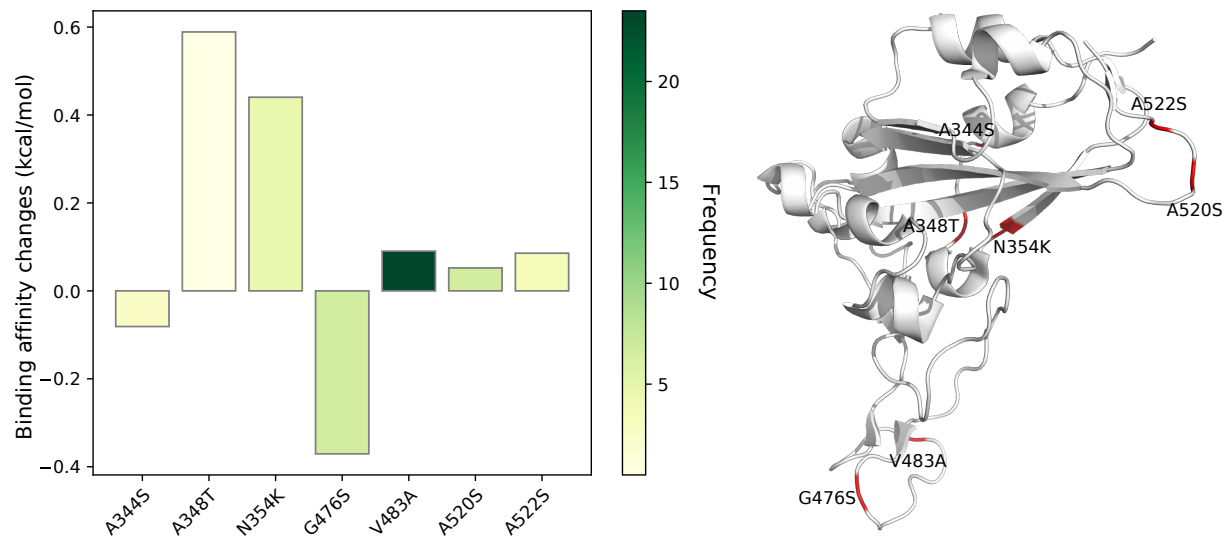 Binding affinity changes (kcal/mol)
0.6
0.4
0.2
0.0
−0.2
−0.4
A344S
A348T
N354K
G476S
V483A
A520S
A522S
20
15
10
5
Frequency
A522S
A344S
A520S
A348T
N354K
V483A
G476S